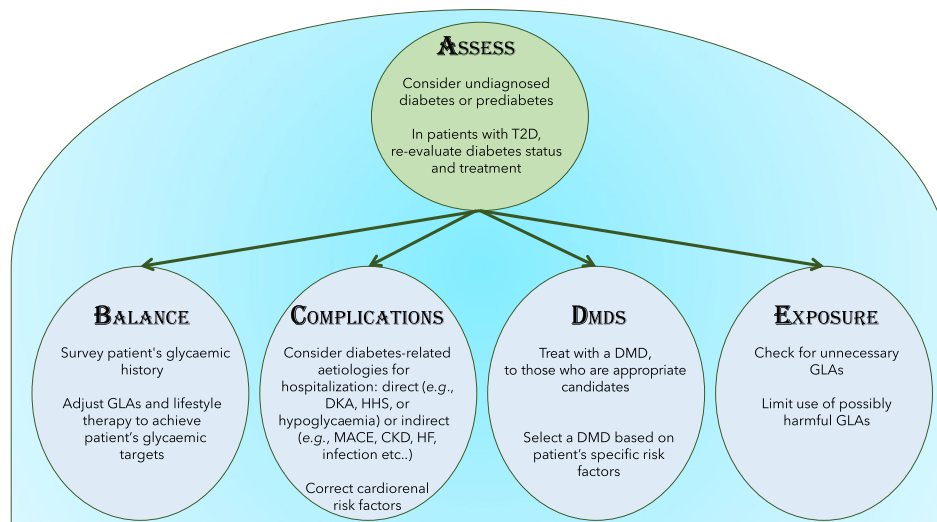 ASSESS
Consider undiagnosed
diabetes or prediabetes
In patients with T2D,
re-evaluate diabetes status
and treatment
BALANCE
Survey patient's glycaemic
history
Adjust GLAs and lifestyle
therapy to achieve
patient's glycaemic
targets
COMPLICATIONS
Consider diabetes-related
aetiologies for
hospitalization: direct (e.g.,
DKA, HHS, or
hypoglycaemia) or indirect
(e.g., MACE, CKD, HF,
infection etc..)
Correct cardiorenal
risk factors
DMDS
Treat with a DMD,
to those who are appropriate
candidates
Select a DMD based on
patient's specific risk
factors
EXPOSURE
Check for unnecessary
GLAs
Limit use of possibly
harmful GLAs